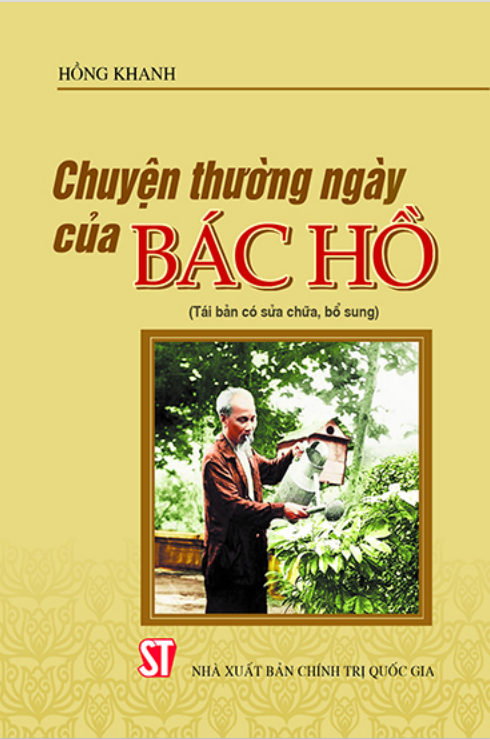 HỒNG KHANH
Chuyện thường ngày
của BÁC HỒ
(Tái bản có sửa chữa, bổ sung)
ST
NHÀ XUẤT BẢN CHÍNH TRỊ QUỐC GIA